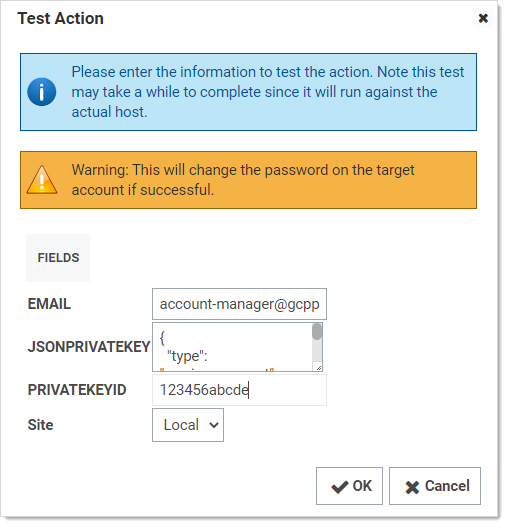 Test Action
Please enter the information to test the action. Note this test
may take a while to complete since it will run against the
actual host.
Warning: This will change the password on the target
account if successful.
FIELDS
EMAIL account-manager@gcpp
JSONPRIVATEKEY {
"type":
PRIVATEKEYID 123456abcde
Site Local
OK Cancel